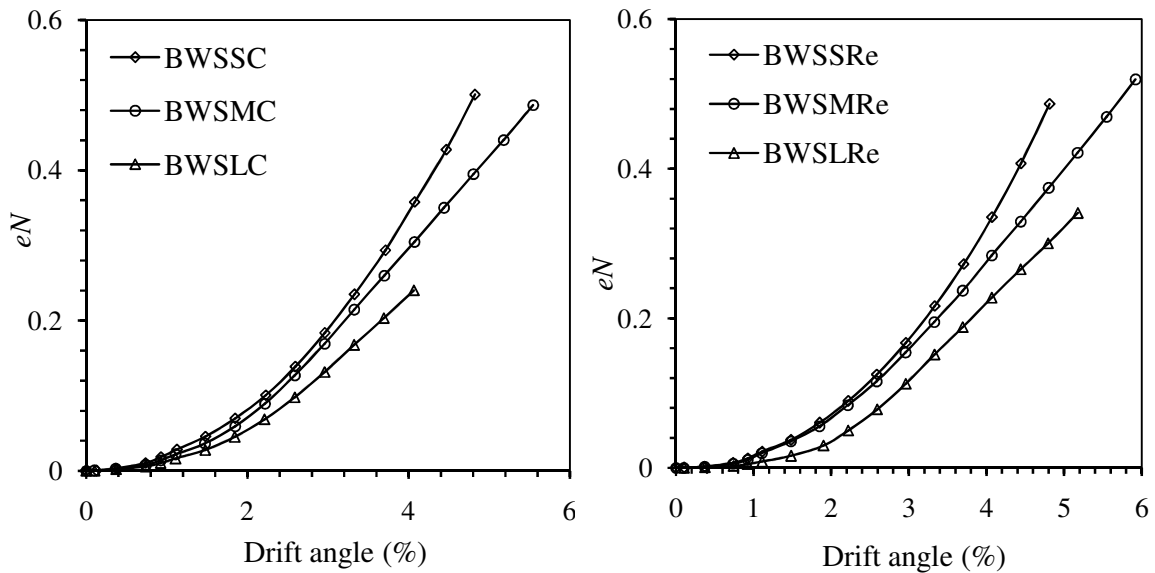 0.6
0.4
0.2
0
eN
BWSSC
BWSMC
BWSLC
0 2 4 6
Drift angle (%)
0.6
0.4
0.2
0
eN
BWSSRe
BWSMRe
BWSLRe
0 1 2 3 4 5 6
Drift angle (%)